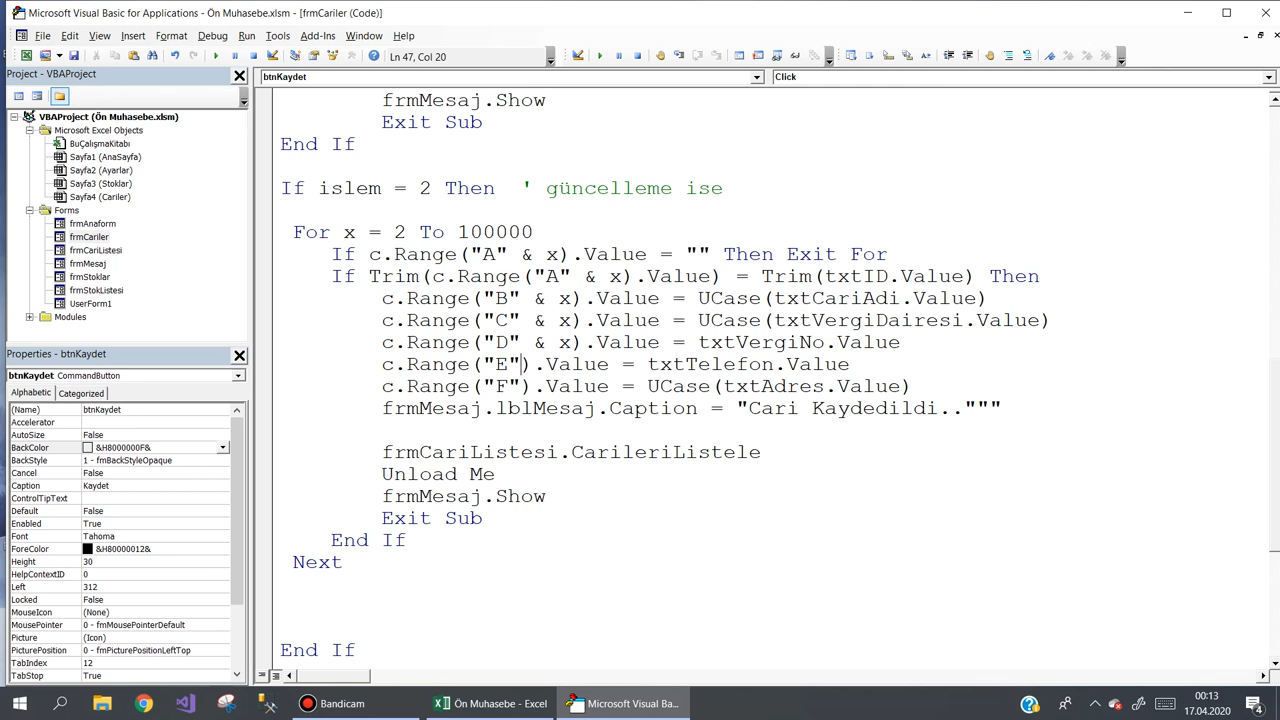 Microsoft Visual Basic for Applications - Ön Muhasebe.xlsm - [frmCariler (Code)]
File Edit View Insert Format Debug Run Tools Add-Ins Window Help
Ln 47, Col 20
Project - VBAProject
VBAProject (Ön Muhasebe.xlsm)
Microsoft Excel Objects
BuÇalışmaKitabı
Sayfa1 (AnaSayfa)
Sayfa2 (Ayarlar)
Sayfa3 (Stoklar)
Sayfa4 (Cariler)
Forms
frmAnaform
frmCariler
frmCariListesi
frmMesaj
frmStoklar
frmStokListesi
UserForm1
Modules
Properties - btnKaydet
btnKaydet CommandButton
Alphabetic Categorized
(Name) btnKaydet
Accelerator
AutoSize False
BackColor &H8000000F&
BackStyle 1 - fmBackStyleOpaque
Cancel False
Caption Kaydet
ControlTipText
Default False
Enabled True
Font Tahoma
ForeColor &H80000012&
Height 30
HelpContextID 0
Left 312
Locked False
MouseIcon (None)
MousePointer 0 - fmMousePointerDefault
Picture (Icon)
PicturePosition 0 - fmPicturePositionLeftTop
TabIndex 12
TabStop True
btnKaydet Click
frmMesaj.Show
Exit Sub
End If
If islem = 2 Then ' güncelleme ise
For x = 2 To 100000
If c.Range("A" & x).Value = "" Then Exit For
If Trim(c.Range("A" & x).Value) = Trim(txtID.Value) Then
c.Range("B" & x).Value = UCase(txtCariAdi.Value)
c.Range("C" & x).Value = UCase(txtVergiDairesi.Value)
c.Range("D" & x).Value = txtVergiNo.Value
c.Range("E").Value = txtTelefon.Value
c.Range("F").Value = UCase(txtAdres.Value)
frmMesaj.lblMesaj.Caption = "Cari Kaydedildi.."""
frmCariListesi.CarileriListele
Unload Me
frmMesaj.Show
Exit Sub
End If
Next
End If
Bandicam
Ön Muhasebe - Excel
Microsoft Visual Ba...
00:13
17.04.2020
4